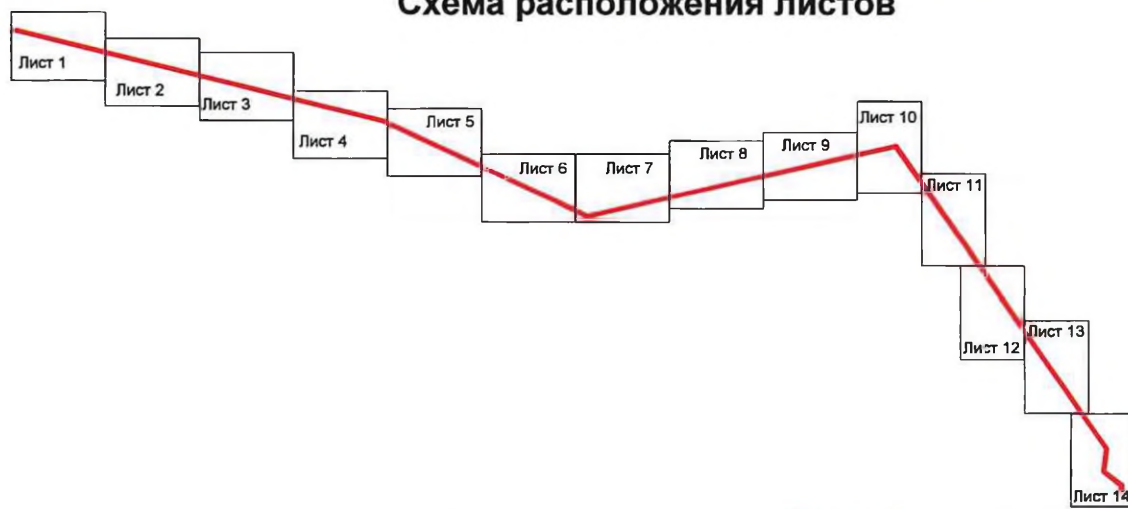 Схема расположения листов
Лист 1
Лист 2
Лист 3
Лист 4
Лист 5
Лист 6
Лист 7
Лист 8
Лист 9
Лист 10
Лист 11
Лист 12
Лист 13
Лист 14